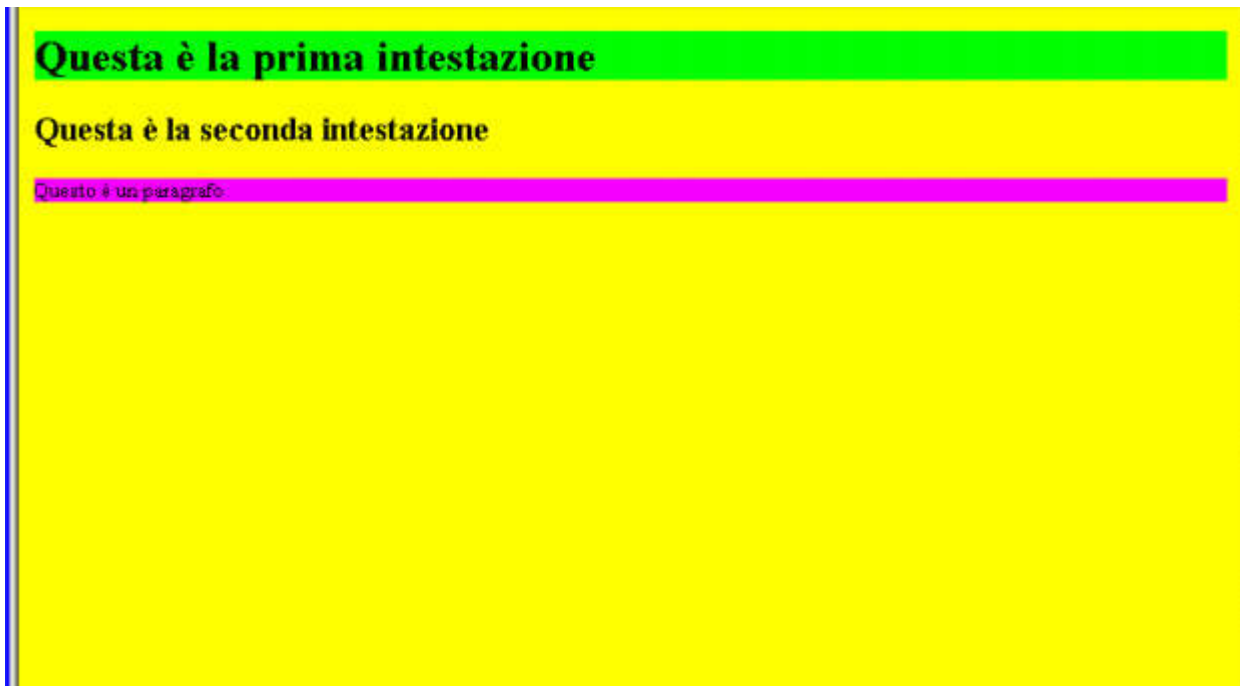 Questa è la prima intestazione
Questa è la seconda intestazione
Questo è un paragrafo